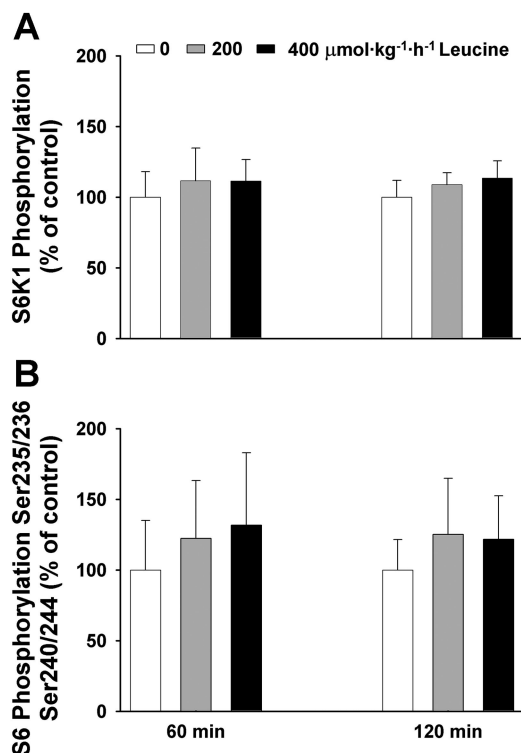 A
0 200 400 μmol·kg⁻¹·h⁻¹ Leucine
S6K1 Phosphorylation
(% of control)
200
150
100
50
0
B
S6 Phosphorylation Ser235/236
Ser240/244 (% of control)
200
150
100
50
0
60 min 120 min